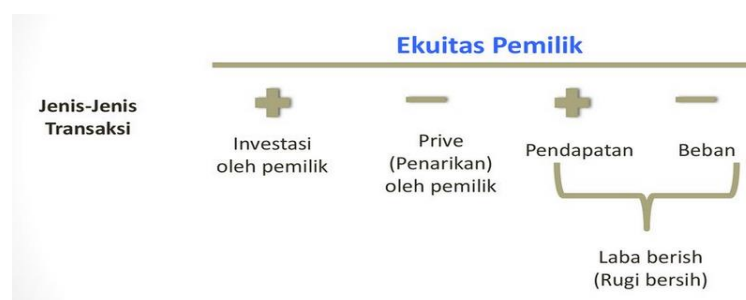 Ekuitas Pemilik
Jenis-Jenis
Transaksi
Investasi
oleh pemilik
Prive
(Penarikan)
oleh pemilik
Pendapatan
Beban
Laba berish
(Rugi bersih)